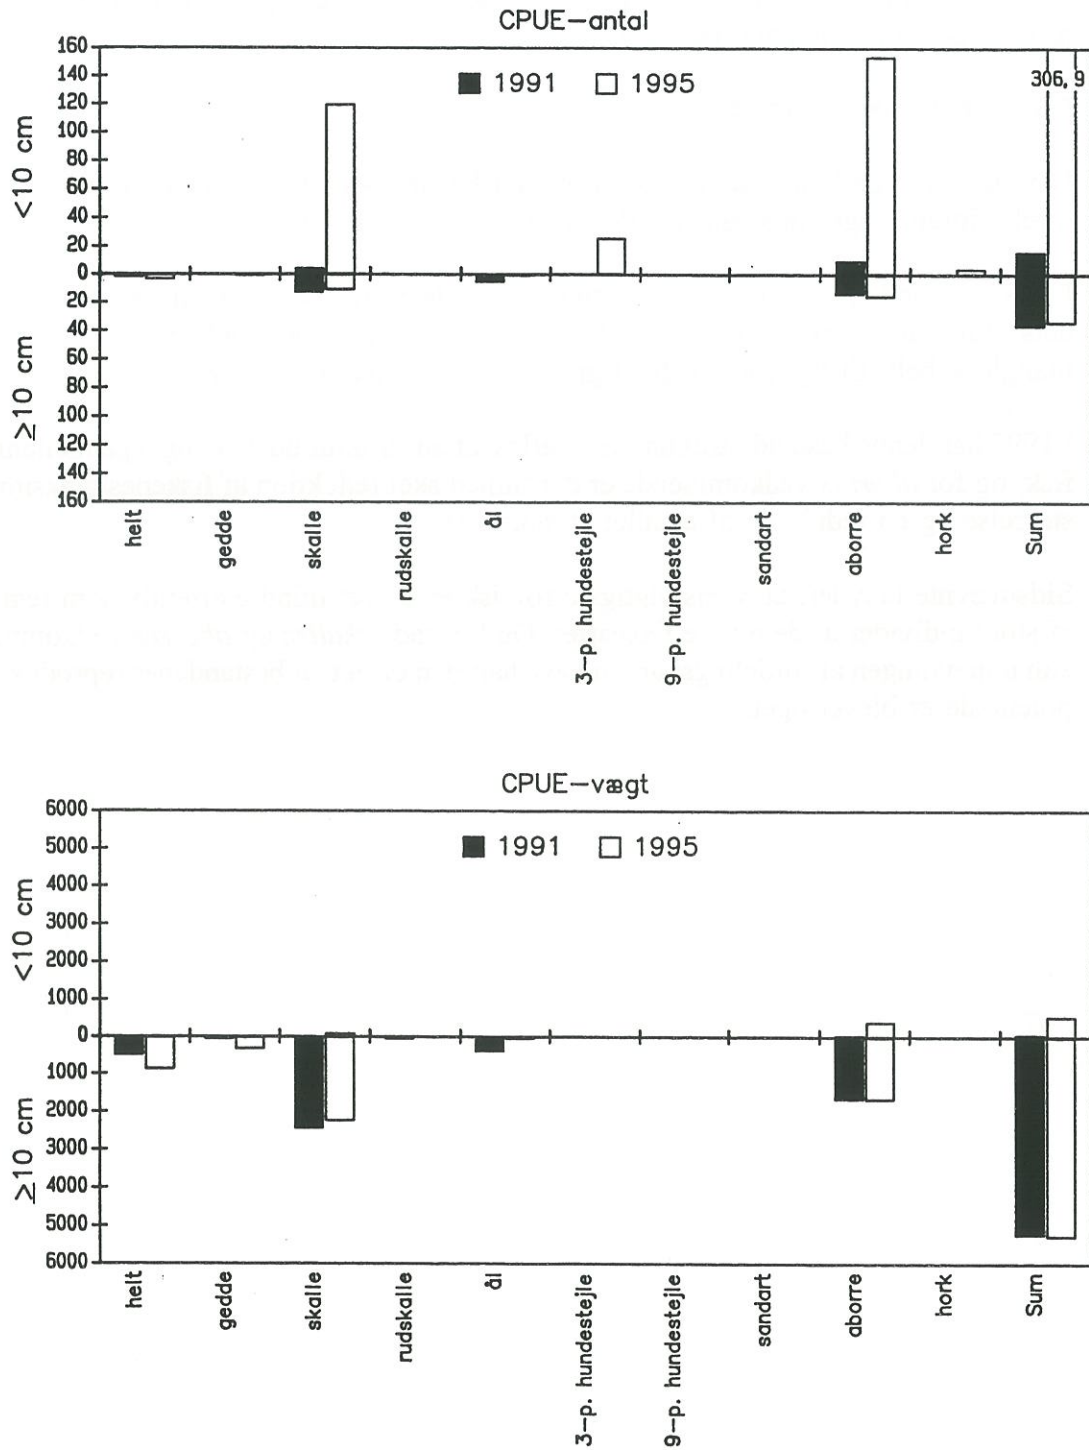 CPUE–antal
160
140
120
100
80
60
40
20
0
20
40
60
80
100
120
140
160
<10 cm
≥10 cm
1991 1995
306,9
helt
gedde
skalle
rudskalle
ål
3–p. hundestejle
9–p. hundestejle
sandart
aborre
hork
Sum
CPUE–vægt
6000
5000
4000
3000
2000
1000
0
1000
2000
3000
4000
5000
6000
<10 cm
≥10 cm
1991 1995
helt
gedde
skalle
rudskalle
ål
3–p. hundestejle
9–p. hundestejle
sandart
aborre
hork
Sum